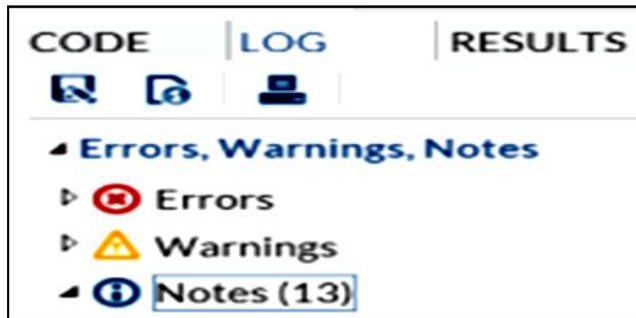 CODE LOG RESULTS
Errors, Warnings, Notes
Errors
Warnings
Notes (13)